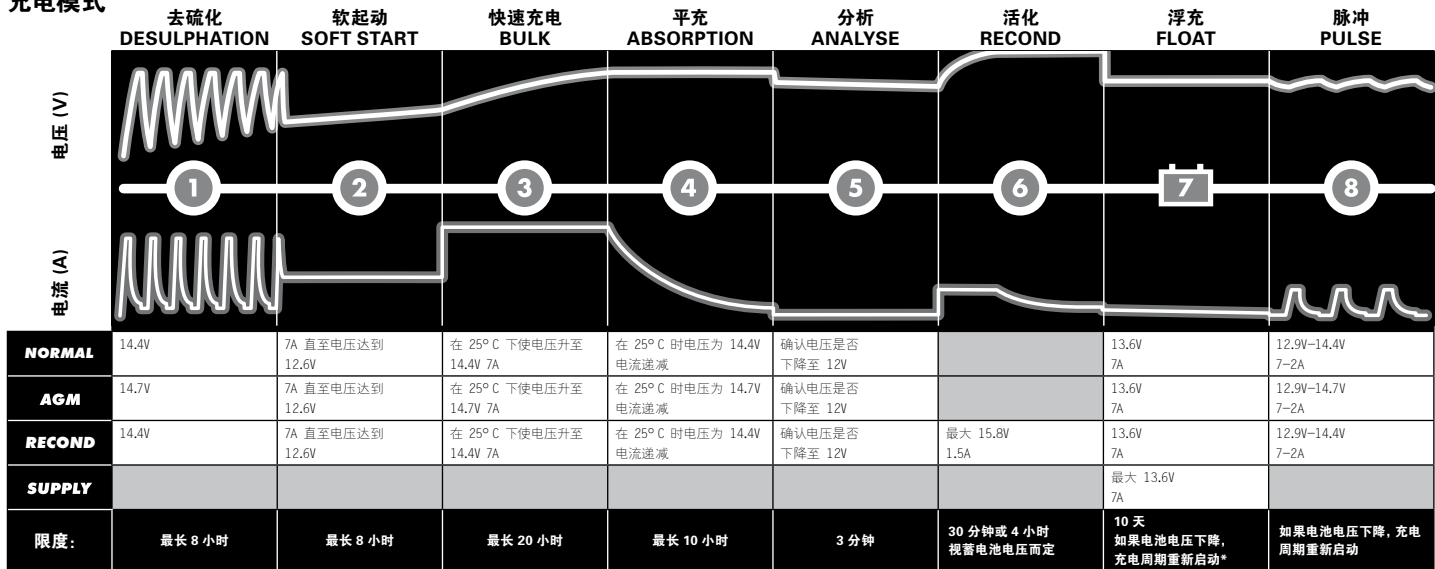 充电模式
去硫化 软起动 快速充电 平充 分析 活化 浮充 脉冲
DESULPHATION SOFT START BULK ABSORPTION ANALYSE RECOND FLOAT PULSE
电压 (V)
1 2 3 4 5 6 7 8
电流 (A)
NORMAL
14.4V
7A 直至电压达到
12.6V
在 25°C 下使电压升至
14.4V 7A
在 25°C 时电压为 14.4V
电流递减
确认电压是否
下降至 12V
13.6V
7A
12.9V–14.4V
7–2A
AGM
14.7V
7A 直至电压达到
12.6V
在 25°C 下使电压升至
14.7V 7A
在 25°C 时电压为 14.7V
电流递减
确认电压是否
下降至 12V
13.6V
7A
12.9V–14.7V
7–2A
RECOND
14.4V
7A 直至电压达到
12.6V
在 25°C 下使电压升至
14.4V 7A
在 25°C 时电压为 14.4V
电流递减
确认电压是否
下降至 12V
最大 15.8V
1.5A
13.6V
7A
12.9V–14.4V
7–2A
SUPPLY
最大 13.6V
7A
限度:
最长 8 小时
最长 8 小时
最长 20 小时
最长 10 小时
3 分钟
30 分钟或 4 小时
视蓄电池电压而定
10 天
如果电池电压下降,
充电周期重新启动*
如果电池电压下降, 充电
周期重新启动